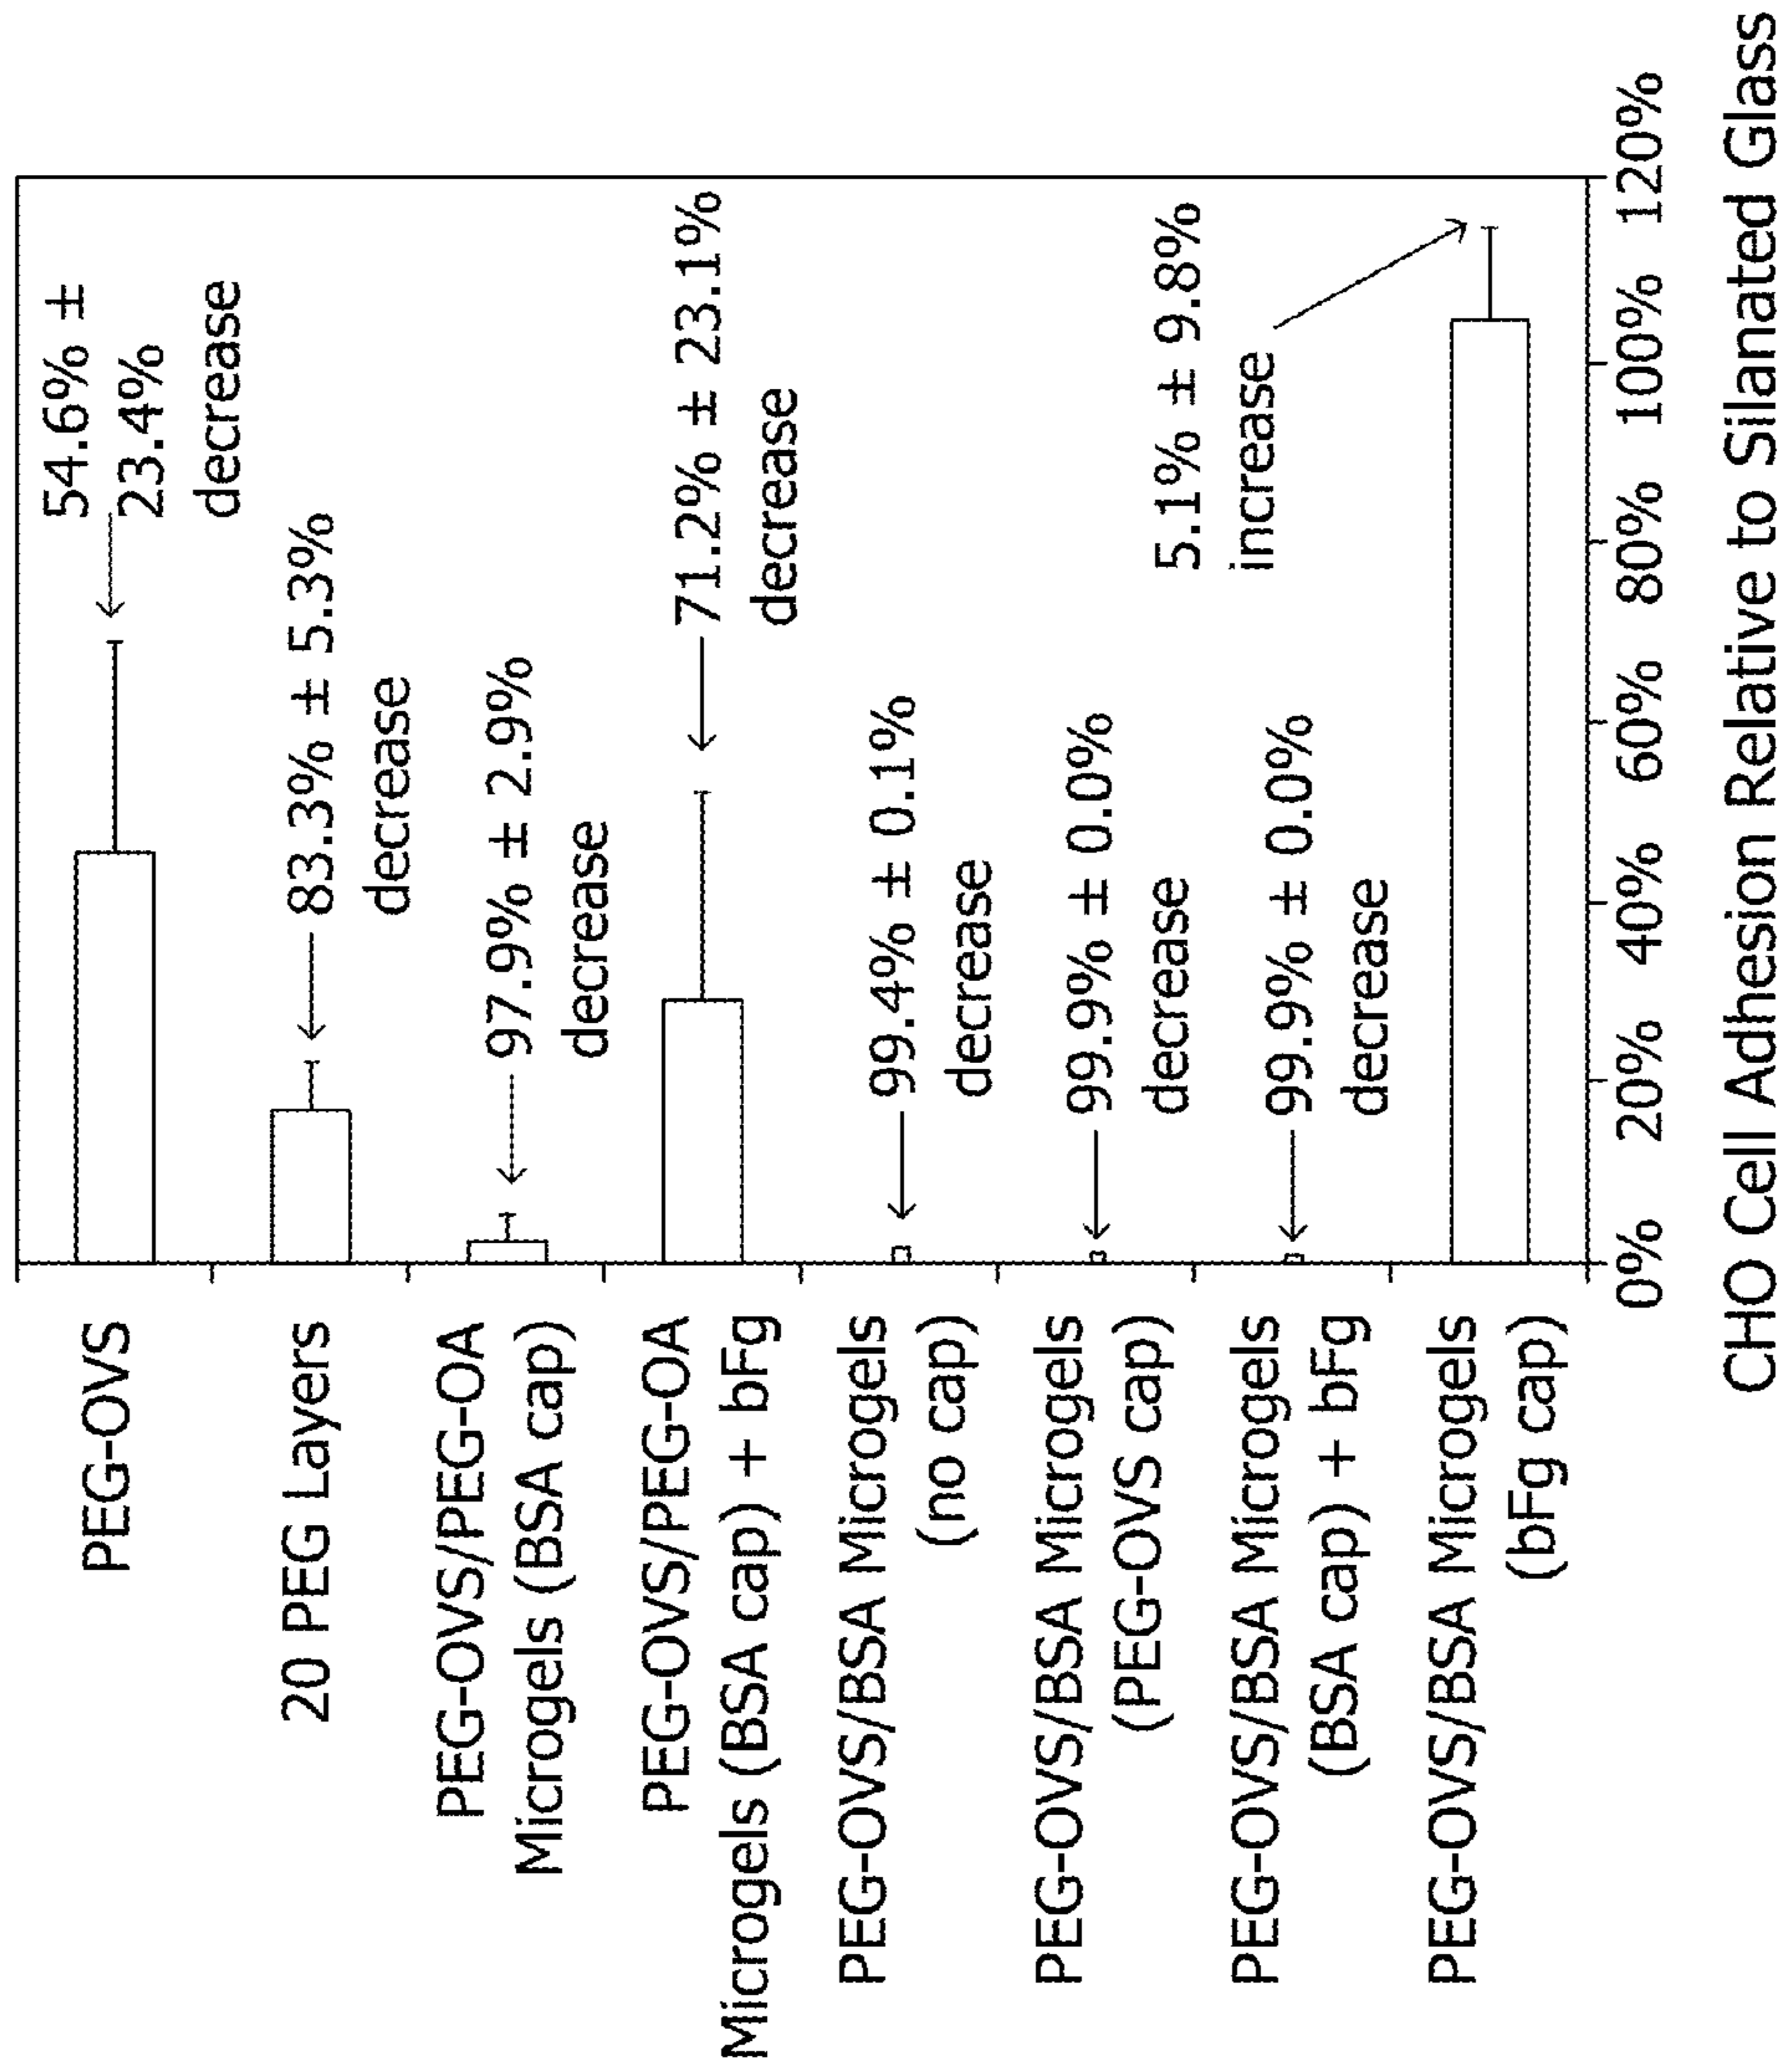 PEG-OVS
54.6% ±
23.4%
decrease
20 PEG Layers
83.3% ± 5.3%
decrease
PEG-OVS/PEG-OA
Microgels (BSA cap)
97.9% ± 2.9%
decrease
PEG-OVS/PEG-OA
Microgels (BSA cap) + bFg
71.2% ± 23.1%
decrease
PEG-OVS/BSA Microgels
(no cap)
99.4% ± 0.1%
decrease
PEG-OVS/BSA Microgels
(PEG-OVS cap)
99.9% ± 0.0%
decrease
PEG-OVS/BSA Microgels
(BSA cap) + bFg
99.9% ± 0.0%
decrease
PEG-OVS/BSA Microgels
(bFg cap)
5.1% ± 9.8%
increase
0% 20% 40% 60% 80% 100% 120%
CHO Cell Adhesion Relative to Silanated Glass